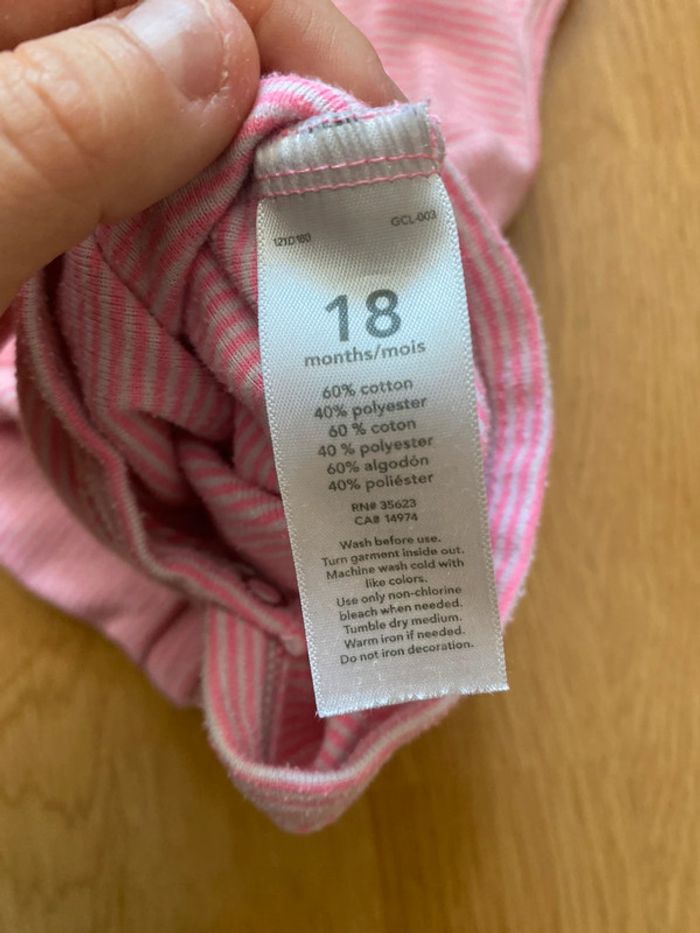 121D180 GCL-003
18
months/mois
60% cotton
40% polyester
60 % coton
40 % polyester
60% algodón
40% poliéster
RN# 35623
CA# 14974
Wash before use.
Turn garment inside out.
Machine wash cold with
like colors.
Use only non-chlorine
bleach when needed.
Tumble dry medium.
Warm iron if needed.
Do not iron decoration.